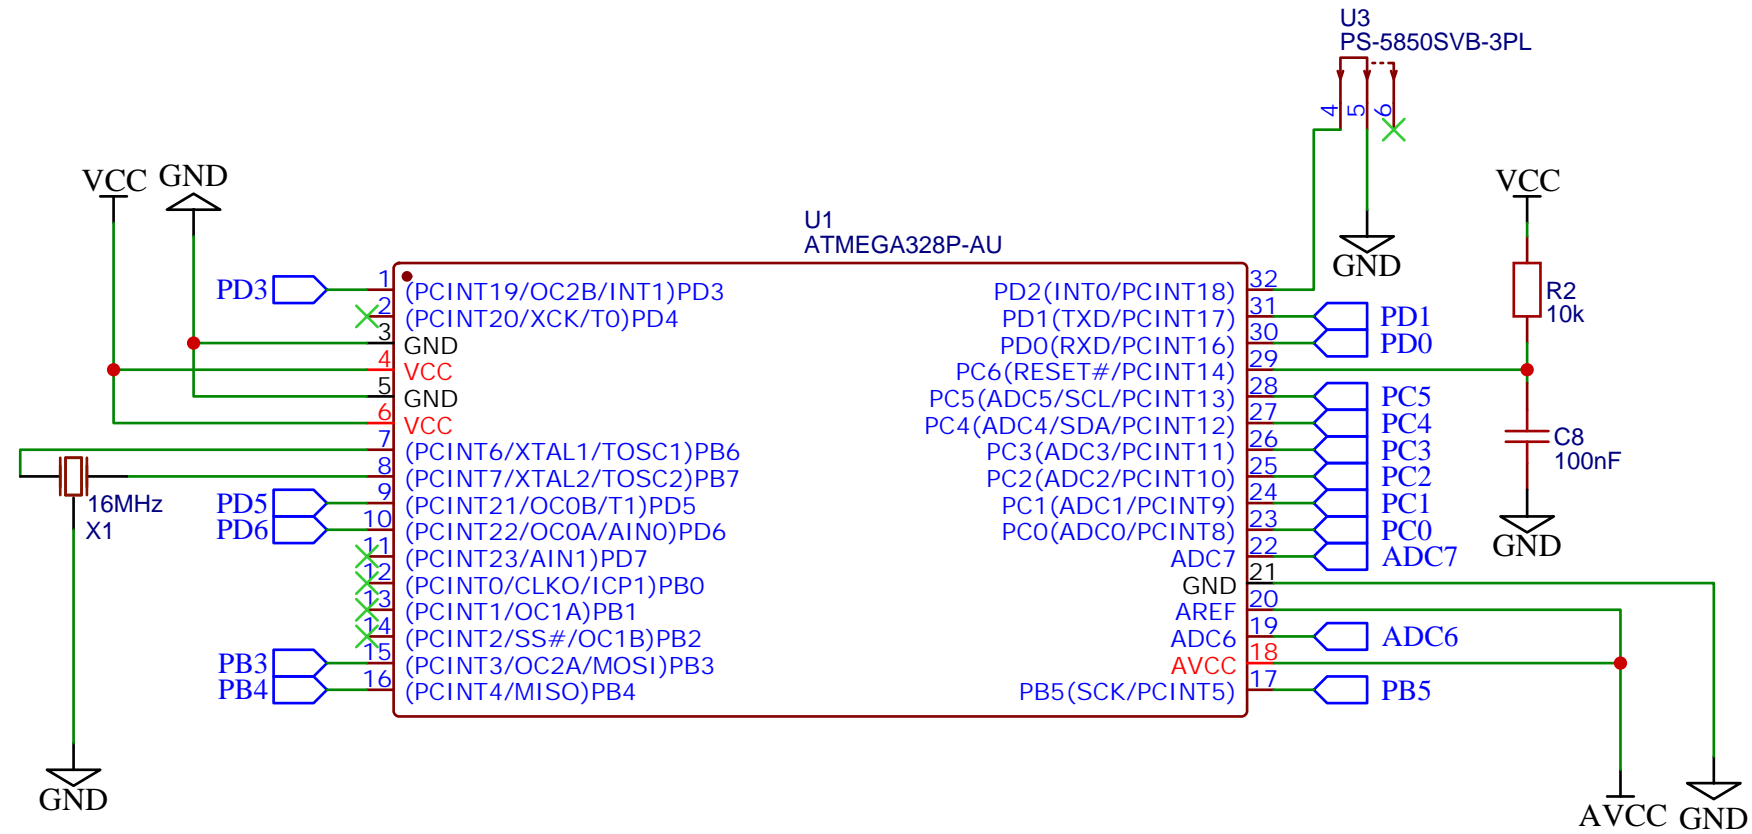 U3
PS-5850SVB-3PL
4
5
6
VCC
GND
VCC
GND
U1
ATMEGA328P-AU
R2
10k
C8
100nF
GND
PD3
1
(PCINT19/OC2B/INT1)PD3
2
(PCINT20/XCK/T0)PD4
3
GND
4
VCC
5
GND
6
VCC
7
(PCINT6/XTAL1/TOSC1)PB6
8
(PCINT7/XTAL2/TOSC2)PB7
16MHz
X1
PD5
9
(PCINT21/OC0B/T1)PD5
PD6
10
(PCINT22/OC0A/AIN0)PD6
11
(PCINT23/AIN1)PD7
12
(PCINT0/CLKO/ICP1)PB0
13
(PCINT1/OC1A)PB1
14
(PCINT2/SS#/OC1B)PB2
PB3
15
(PCINT3/OC2A/MOSI)PB3
PB4
16
(PCINT4/MISO)PB4
GND
PD2(INT0/PCINT18)
32
PD1(TXD/PCINT17)
31
PD1
PD0(RXD/PCINT16)
30
PD0
PC6(RESET#/PCINT14)
29
PC5(ADC5/SCL/PCINT13)
28
PC5
PC4(ADC4/SDA/PCINT12)
27
PC4
PC3(ADC3/PCINT11)
26
PC3
PC2(ADC2/PCINT10)
25
PC2
PC1(ADC1/PCINT9)
24
PC1
PC0(ADC0/PCINT8)
23
PC0
ADC7
22
ADC7
GND
21
AREF
20
ADC6
19
ADC6
AVCC
18
PB5(SCK/PCINT5)
17
PB5
AVCC
GND